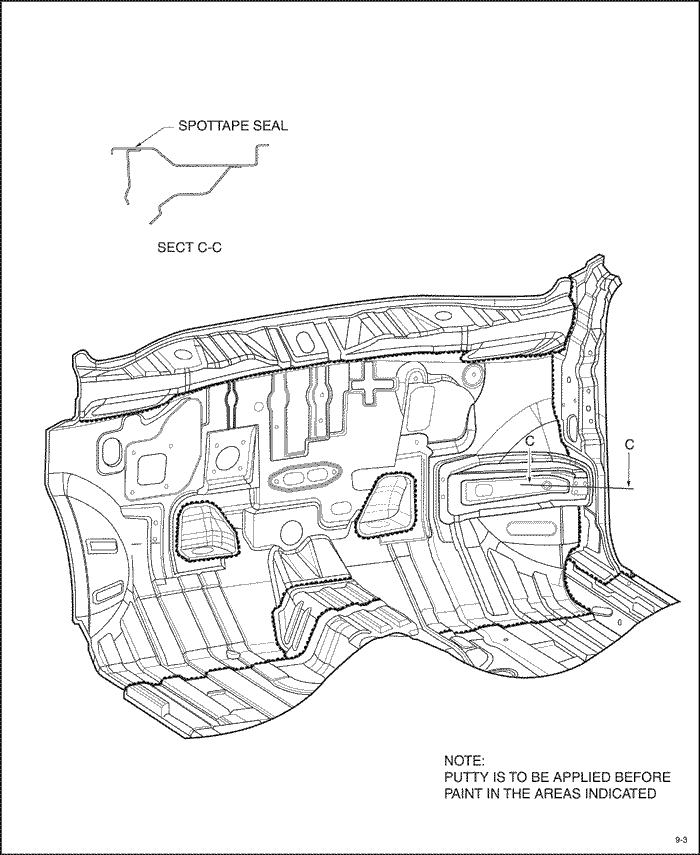 SPOTTAPE SEAL
SECT C-C
C
C
NOTE:
PUTTY IS TO BE APPLIED BEFORE
PAINT IN THE AREAS INDICATED
9-3